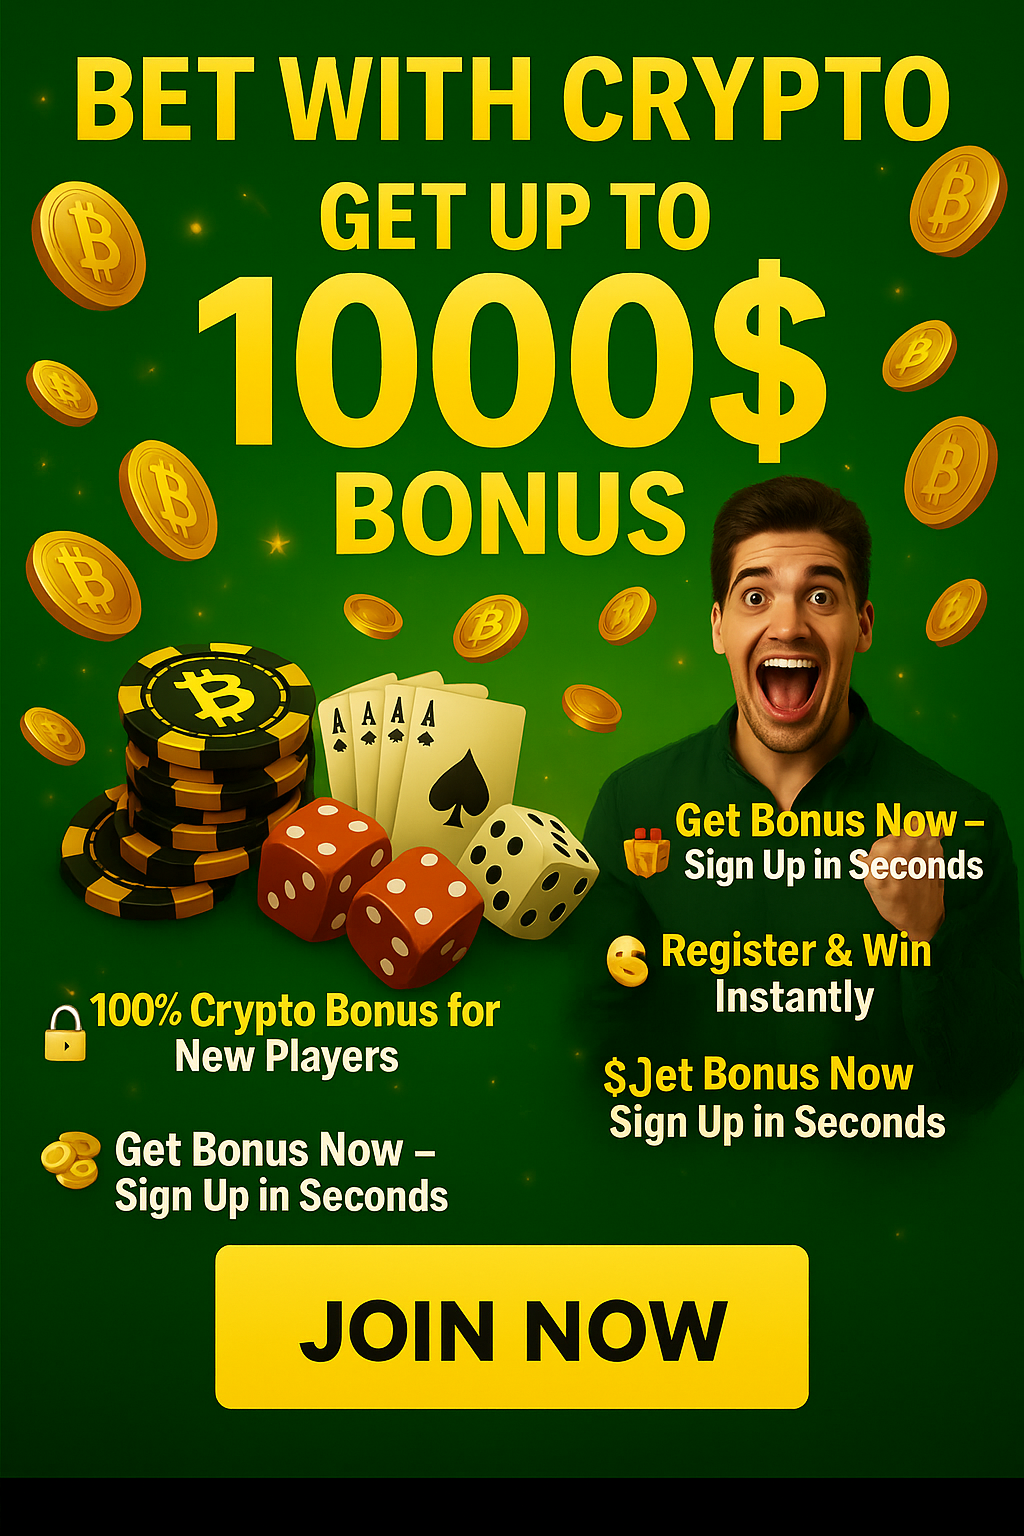 BET WITH CRYPTO
GET UP TO
1000$
BONUS
A A A A
Get Bonus Now –
Sign Up in Seconds
Register & Win
Instantly
$Jet Bonus Now
Sign Up in Seconds
100% Crypto Bonus for
New Players
Get Bonus Now –
Sign Up in Seconds
JOIN NOW